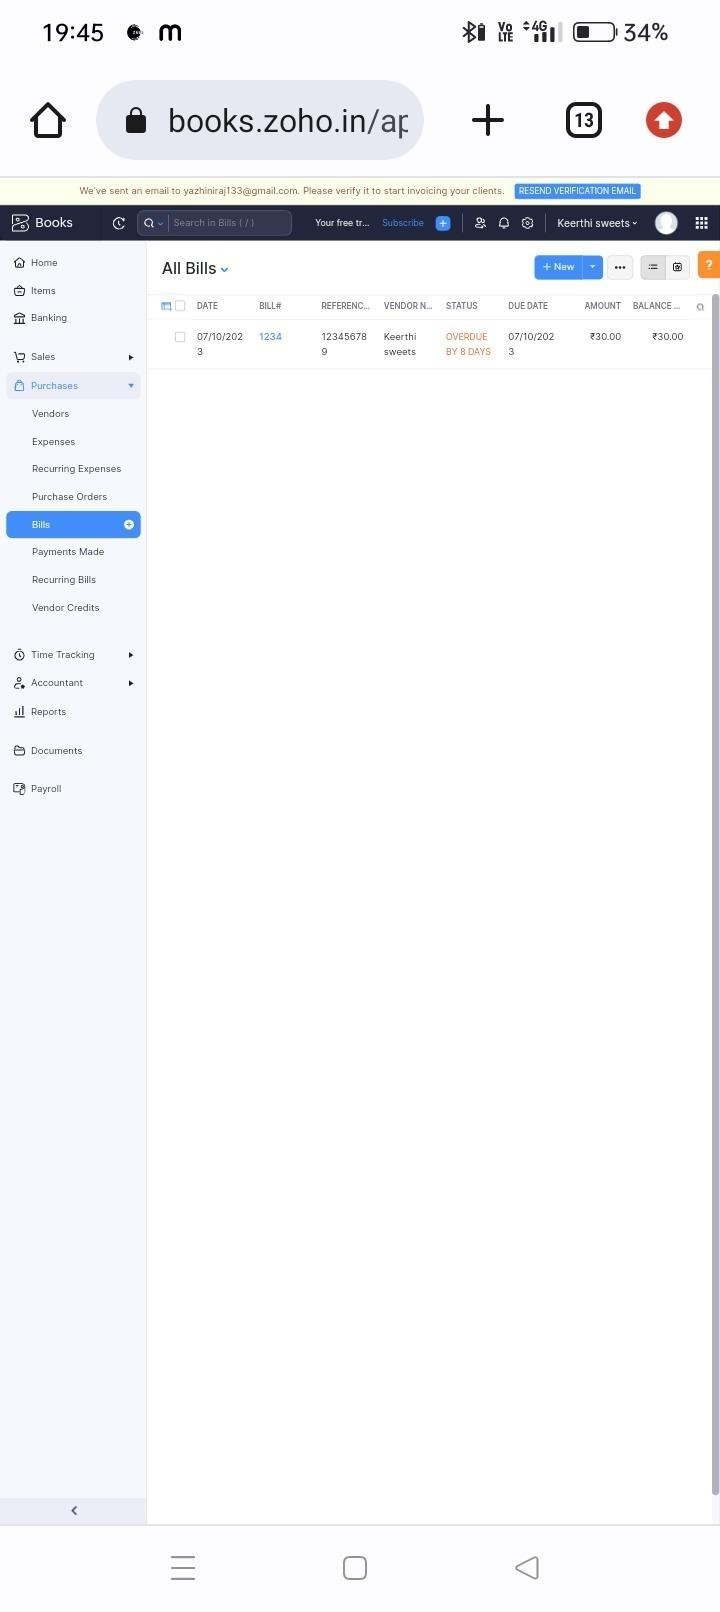 19:45 m Vo LTE 4G 34%
books.zoho.in/ap 13
We've sent an email to yazhiniraj133@gmail.com. Please verify it to start invoicing your clients. RESEND VERIFICATION EMAIL
Books Search in Bills ( / ) Your free tr... Subscribe Keerthi sweets
Home
Items
Banking
Sales
Purchases
Vendors
Expenses
Recurring Expenses
Purchase Orders
Bills
Payments Made
Recurring Bills
Vendor Credits
Time Tracking
Accountant
Reports
Documents
Payroll
All Bills + New ... ?
DATE BILL# REFERENC... VENDOR N... STATUS DUE DATE AMOUNT BALANCE ...
07/10/202 1234 12345678 Keerthi OVERDUE 07/10/202 ₹30.00 ₹30.00
3 9 sweets BY 8 DAYS 3